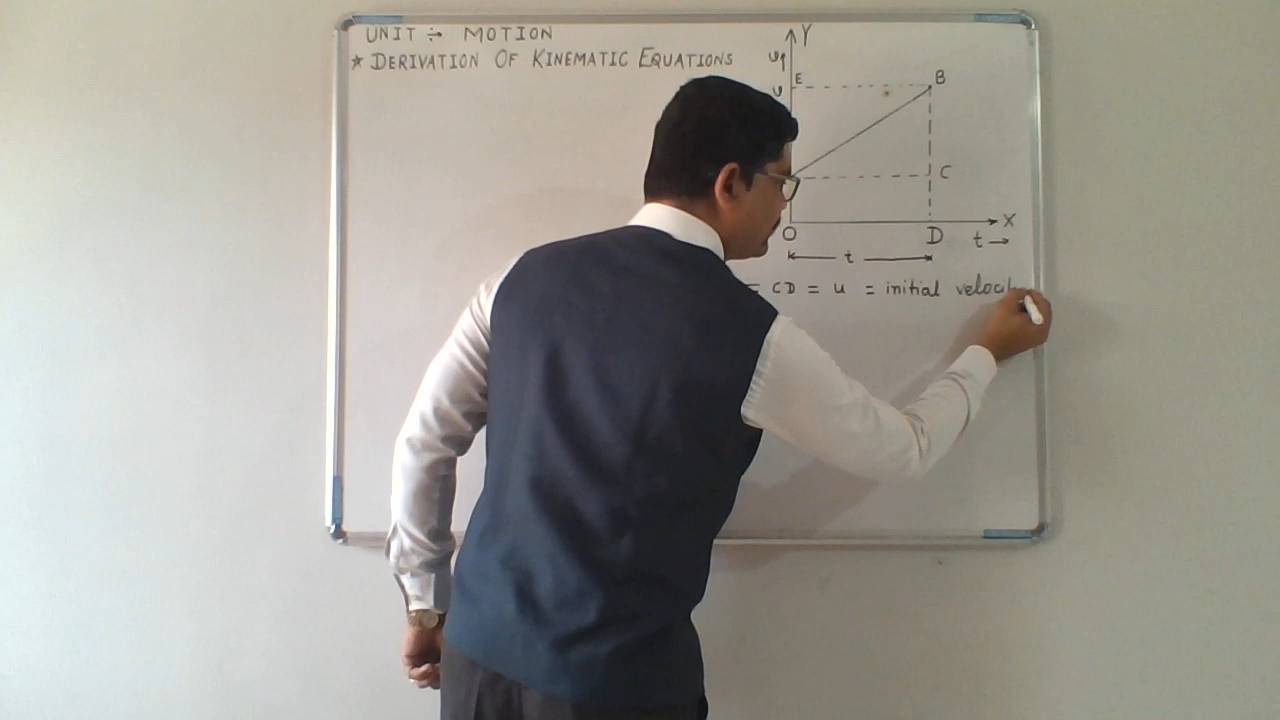 UNIT ÷ MOTION
★ DERIVATION OF KINEMATIC EQUATIONS
Y
v↑
E
B
v
C
X
O
D
t →
t
= CD = u = initial